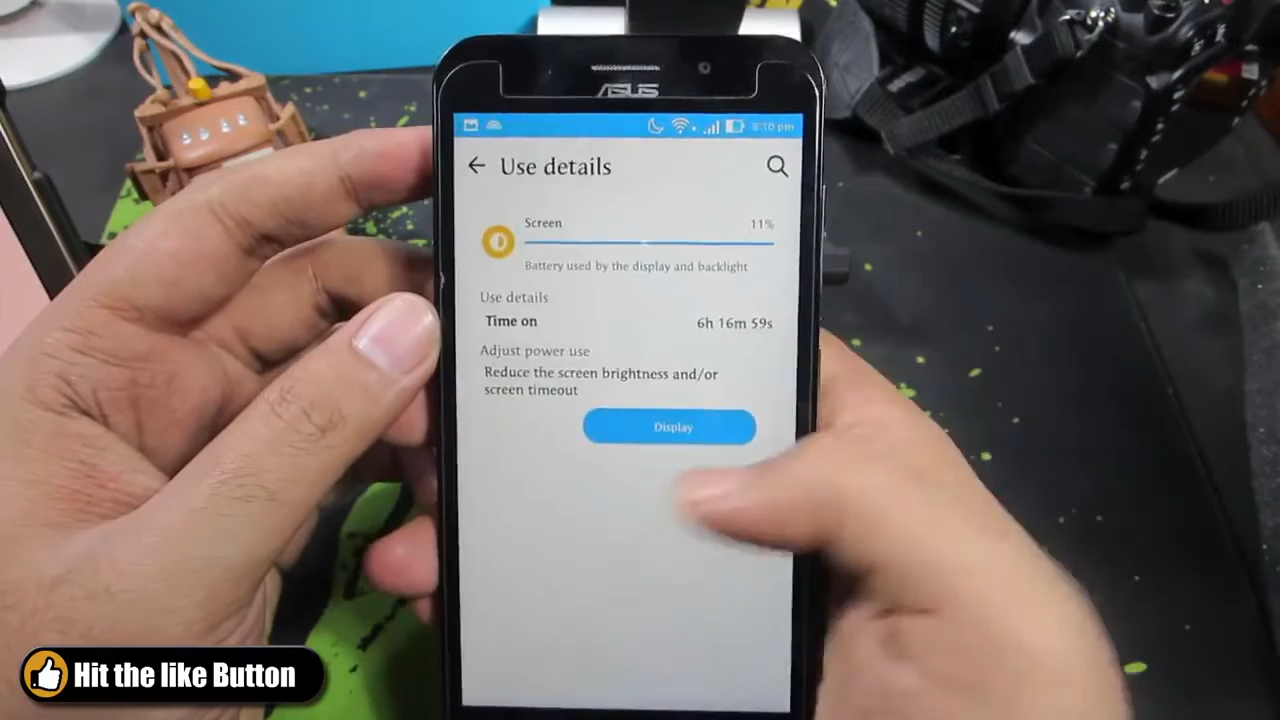 ASUS
8:10 pm
Use details
Screen 11%
Battery used by the display and backlight
Use details
Time on 6h 16m 59s
Adjust power use
Reduce the screen brightness and/or
screen timeout
Display
Hit the like Button